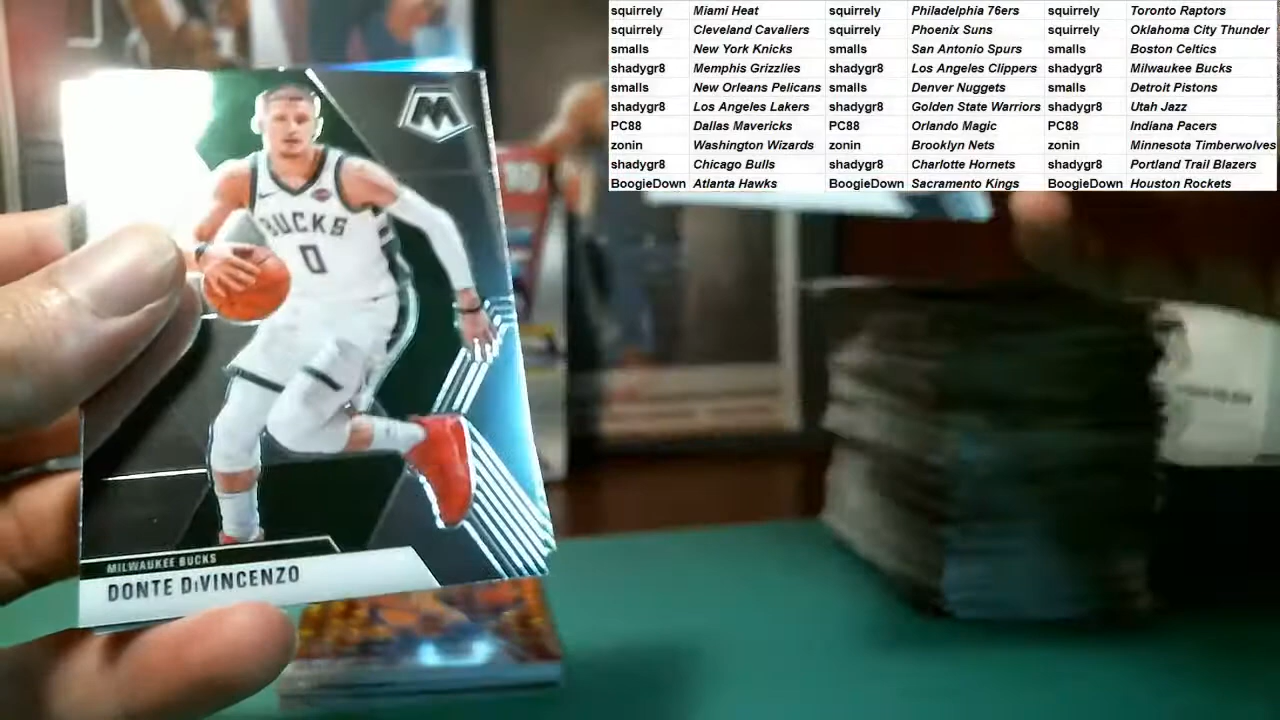 squirrely Miami Heat squirrely Philadelphia 76ers squirrely Toronto Raptors
squirrely Cleveland Cavaliers squirrely Phoenix Suns squirrely Oklahoma City Thunder
smalls New York Knicks smalls San Antonio Spurs smalls Boston Celtics
shadygr8 Memphis Grizzlies shadygr8 Los Angeles Clippers shadygr8 Milwaukee Bucks
smalls New Orleans Pelicans smalls Denver Nuggets smalls Detroit Pistons
shadygr8 Los Angeles Lakers shadygr8 Golden State Warriors shadygr8 Utah Jazz
PC88 Dallas Mavericks PC88 Orlando Magic PC88 Indiana Pacers
zonin Washington Wizards zonin Brooklyn Nets zonin Minnesota Timberwolves
shadygr8 Chicago Bulls shadygr8 Charlotte Hornets shadygr8 Portland Trail Blazers
BoogieDown Atlanta Hawks BoogieDown Sacramento Kings BoogieDown Houston Rockets
M
BUCKS
0
MILWAUKEE BUCKS
DONTE DiVINCENZO